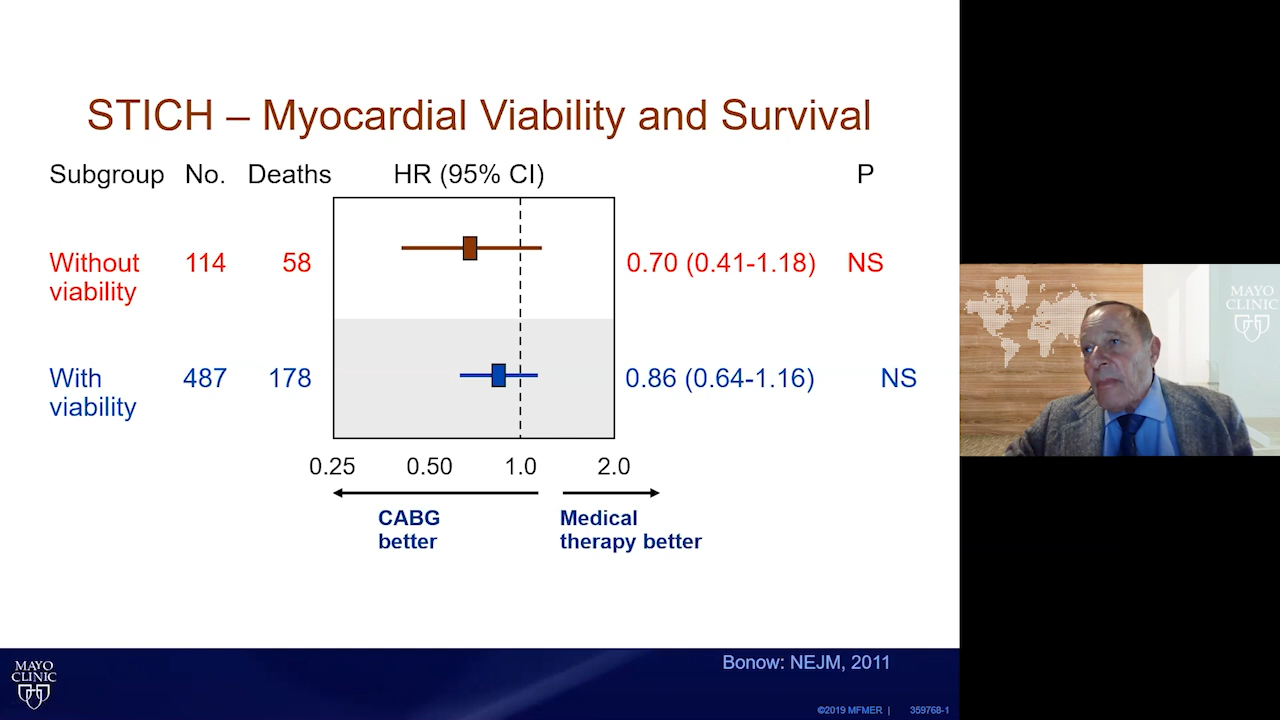 STICH – Myocardial Viability and Survival
Subgroup No. Deaths HR (95% CI) P
Without viability 114 58 0.70 (0.41-1.18) NS
With viability 487 178 0.86 (0.64-1.16) NS
0.25 0.50 1.0 2.0
CABG better
Medical therapy better
Bonow: NEJM, 2011
MAYO CLINIC
©2019 MFMER | 359768-1
MAYO CLINIC